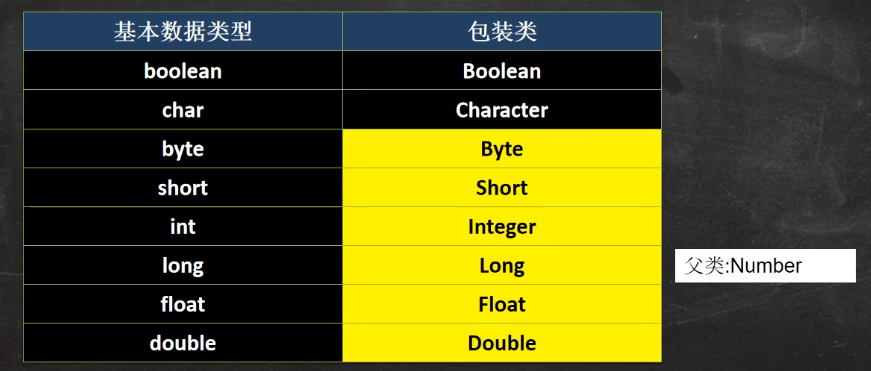 基本数据类型 包装类
boolean Boolean
char Character
byte Byte
short Short
int Integer
long Long
父类:Number
float Float
double Double